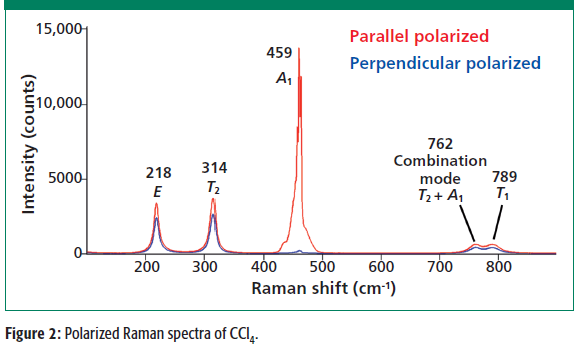 15,000
10,000
5000
0
Intensity (counts)
Parallel polarized
Perpendicular polarized
459
A₁
218
E
314
T₂
762
Combination
mode
T₂ + A₁
789
T₁
200 300 400 500 600 700 800
Raman shift (cm⁻¹)
Figure 2: Polarized Raman spectra of CCl₄.